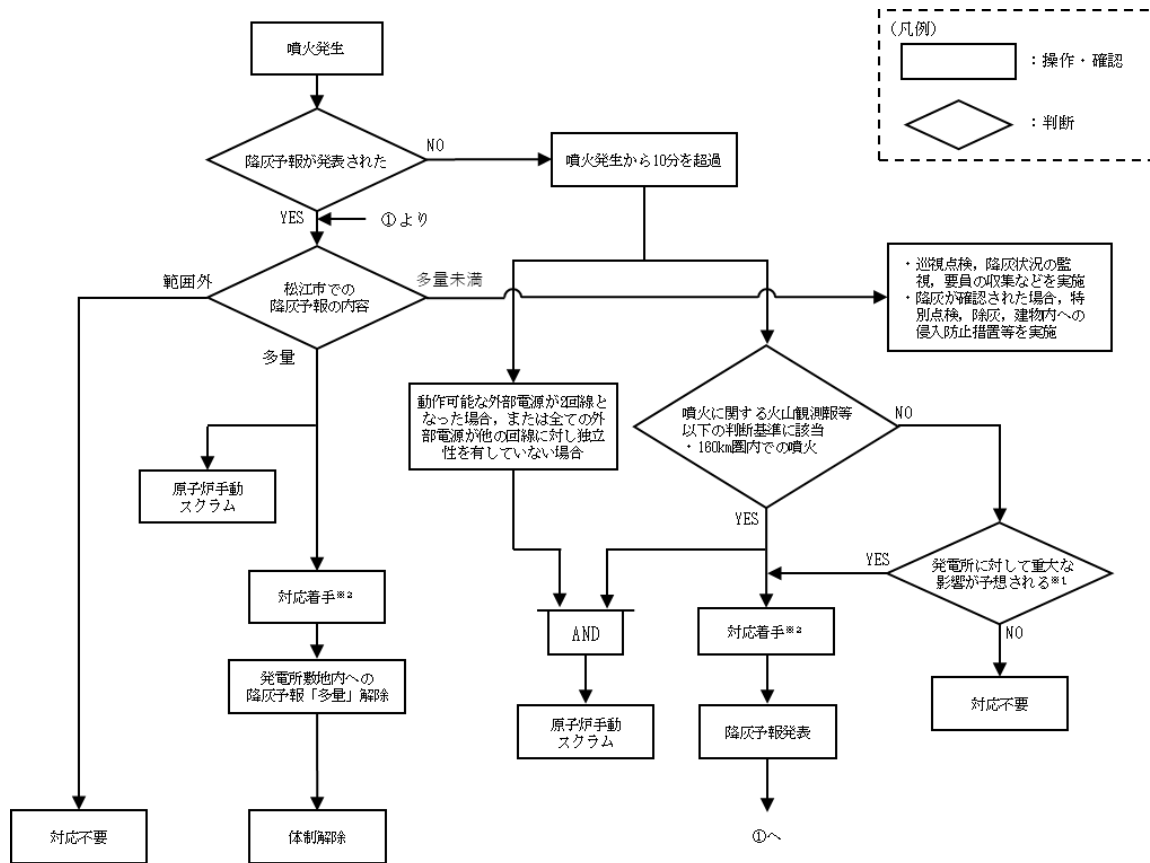 噴火発生
(凡例)
：操作・確認
：判断
降灰予報が発表された
NO
噴火発生から10分を超過
YES
①より
範囲外
松江市での
降灰予報の内容
多量未満
多量
・巡視点検，降灰状況の監
視，要員の収集などを実施
・降灰が確認された場合，特
別点検，除灰，建物内への
侵入防止措置等を実施
動作可能な外部電源が2回線と
なった場合，または全ての外
部電源が他の回線に対し独立
性を有していない場合
噴火に関する火山観測報等
以下の判断基準に該当
・160km圏内での噴火
NO
YES
原子炉手動
スクラム
発電所に対して重大な
影響が予想される※1
YES
NO
対応着手※2
AND
対応着手※2
発電所敷地内への
降灰予報「多量」解除
原子炉手動
スクラム
降灰予報発表
対応不要
対応不要
体制解除
①へ